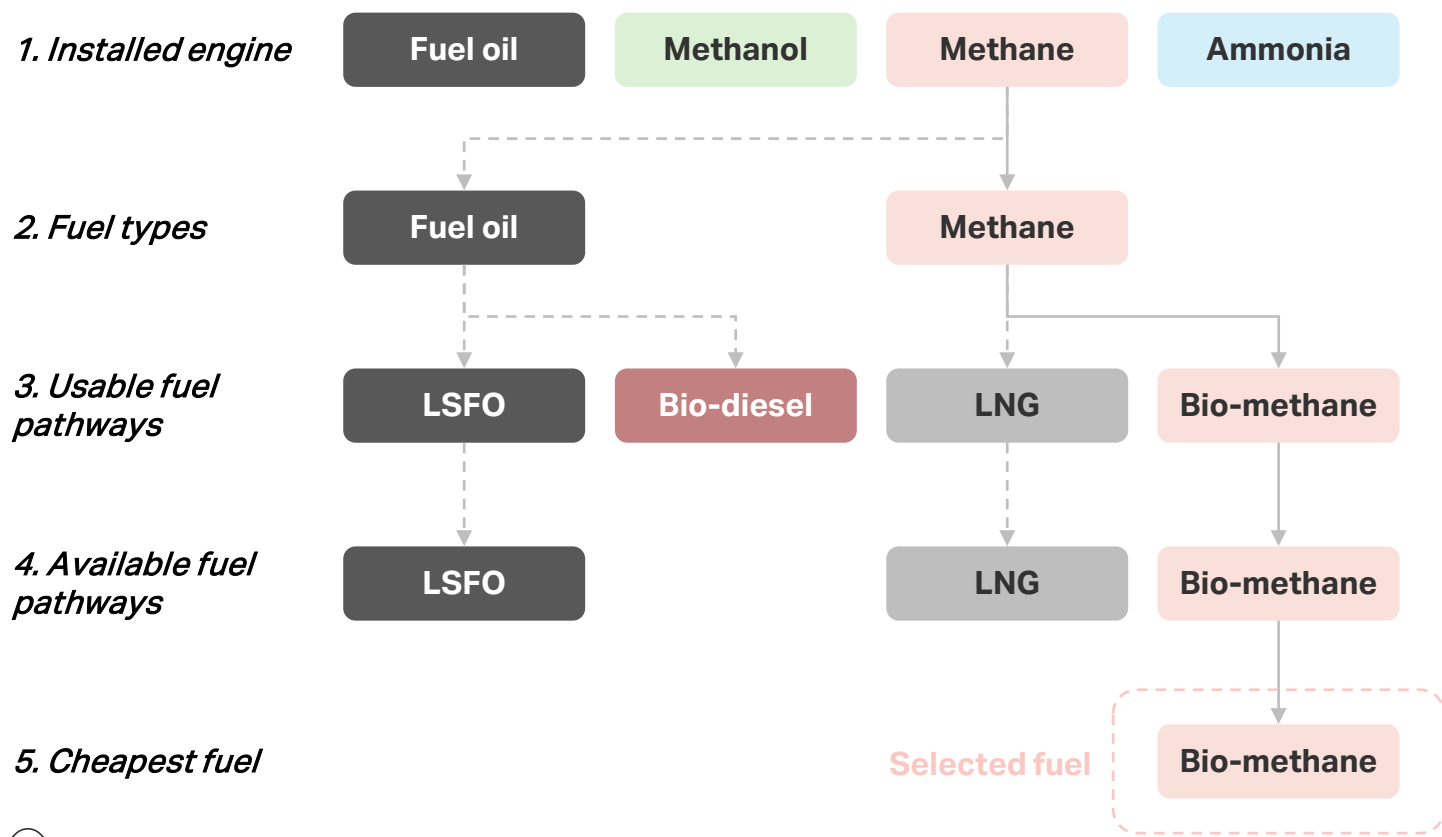 1. Installed engine
Fuel oil
Methanol
Methane
Ammonia
2. Fuel types
Fuel oil
Methane
3. Usable fuel
pathways
LSFO
Bio-diesel
LNG
Bio-methane
4. Available fuel
pathways
LSFO
LNG
Bio-methane
5. Cheapest fuel
Selected fuel
Bio-methane